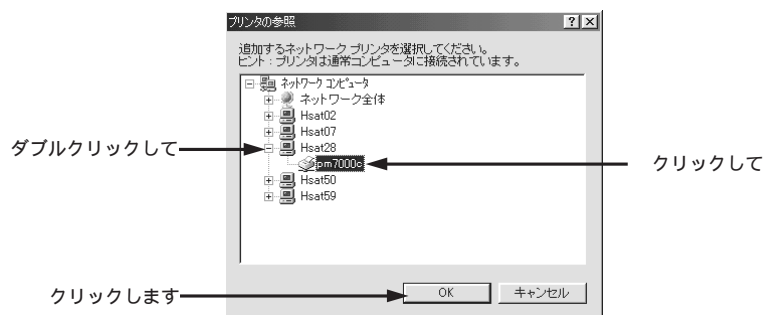 プリンタの参照
追加するネットワーク プリンタを選択してください。
ヒント：プリンタは通常コンピュータに接続されています。
ネットワーク コンピュータ
ネットワーク全体
Hsat02
Hsat07
ダブルクリックして
Hsat28
pm7000c
クリックして
Hsat50
Hsat59
クリックします
OK
キャンセル